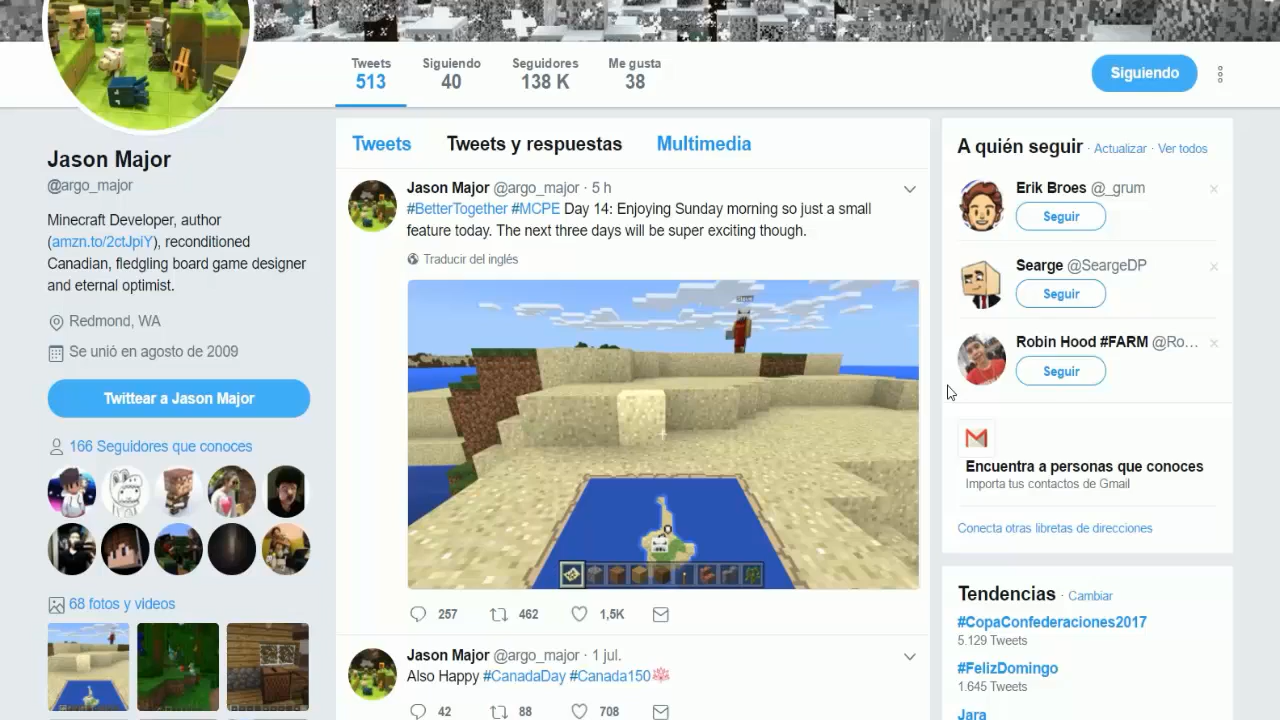 Tweets
513
Siguiendo
40
Seguidores
138 K
Me gusta
38
Siguiendo
Jason Major
@argo_major
Minecraft Developer, author
(amzn.to/2ctJpiY), reconditioned
Canadian, fledgling board game designer
and eternal optimist.
Redmond, WA
Se unió en agosto de 2009
Twittear a Jason Major
166 Seguidores que conoces
68 fotos y videos
Tweets Tweets y respuestas Multimedia
Jason Major @argo_major · 5 h
#BetterTogether #MCPE Day 14: Enjoying Sunday morning so just a small
feature today. The next three days will be super exciting though.
Traducir del inglés
257 462 1,5K
Jason Major @argo_major · 1 jul.
Also Happy #CanadaDay #Canada150
42 88 708
A quién seguir · Actualizar · Ver todos
Erik Broes @_grum
Seguir
Searge @SeargeDP
Seguir
Robin Hood #FARM @Ro...
Seguir
Encuentra a personas que conoces
Importa tus contactos de Gmail
Conecta otras libretas de direcciones
Tendencias · Cambiar
#CopaConfederaciones2017
5.129 Tweets
#FelizDomingo
1.645 Tweets
Jara